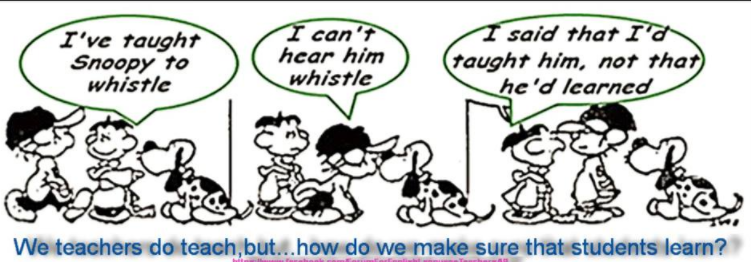 I've taught
Snoopy to
whistle
I can't
hear him
whistle
I said that I'd
taught him, not that
he'd learned
We teachers do teach,but...how do we make sure that students learn?